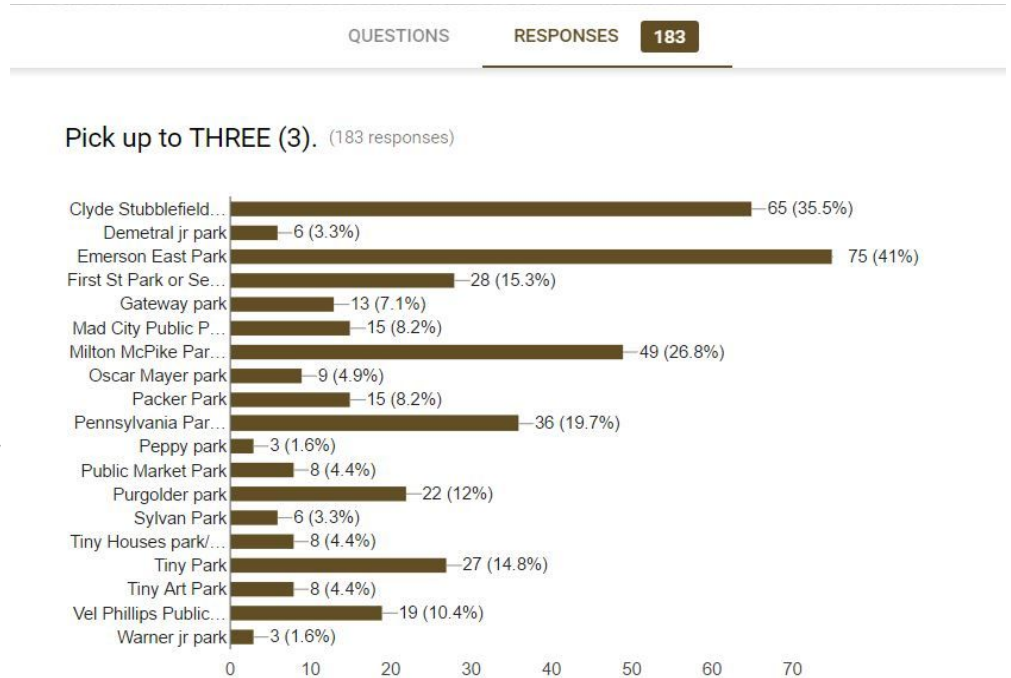 QUESTIONS RESPONSES 183
Pick up to THREE (3). (183 responses)
Clyde Stubblefield... 65 (35.5%)
Demetral jr park 6 (3.3%)
Emerson East Park 75 (41%)
First St Park or Se... 28 (15.3%)
Gateway park 13 (7.1%)
Mad City Public P... 15 (8.2%)
Milton McPike Par... 49 (26.8%)
Oscar Mayer park 9 (4.9%)
Packer Park 15 (8.2%)
Pennsylvania Par... 36 (19.7%)
Peppy park 3 (1.6%)
Public Market Park 8 (4.4%)
Purgolder park 22 (12%)
Sylvan Park 6 (3.3%)
Tiny Houses park/... 8 (4.4%)
Tiny Park 27 (14.8%)
Tiny Art Park 8 (4.4%)
Vel Phillips Public... 19 (10.4%)
Warner jr park 3 (1.6%)
0 10 20 30 40 50 60 70